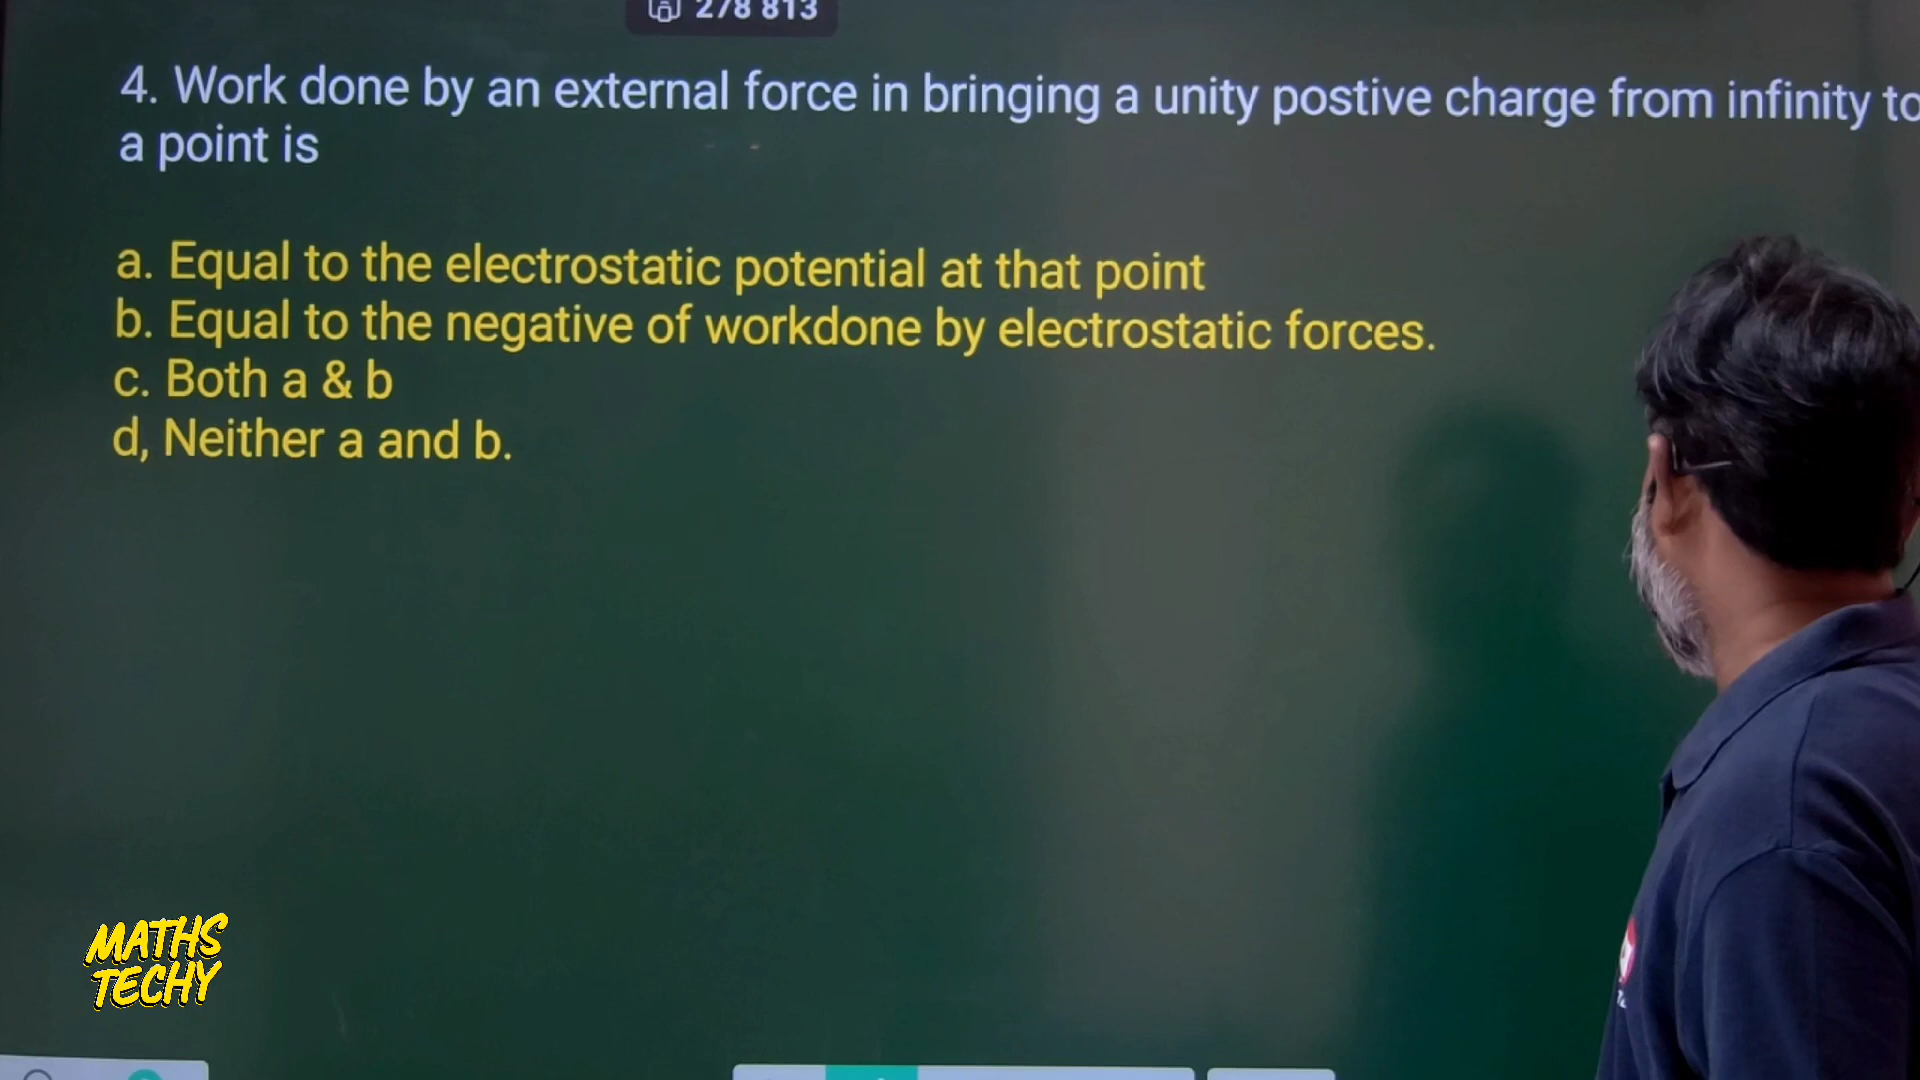 278 813
4. Work done by an external force in bringing a unity postive charge from infinity to
a point is
a. Equal to the electrostatic potential at that point
b. Equal to the negative of workdone by electrostatic forces.
c. Both a & b
d, Neither a and b.
MATHS
TECHY